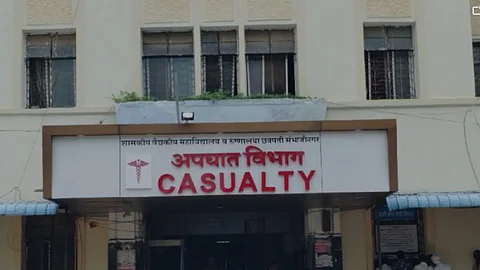 शासकीय वैद्यकीय महाविद्यालय व रुग्णालय छत्रपती संभाजीनगर
अपघात विभाग
CASUALTY